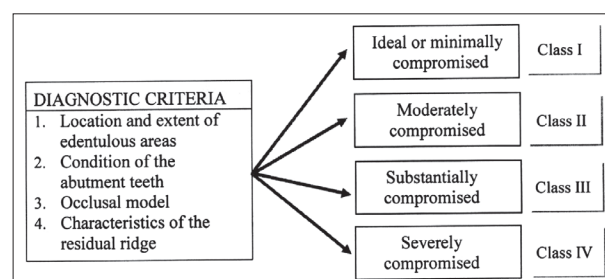 DIAGNOSTIC CRITERIA
1. Location and extent of
edentulous areas
2. Condition of the
abutment teeth
3. Occlusal model
4. Characteristics of the
residual ridge
Ideal or minimally
compromised
Class I
Moderately
compromised
Class II
Substantially
compromised
Class III
Severely
compromised
Class IV